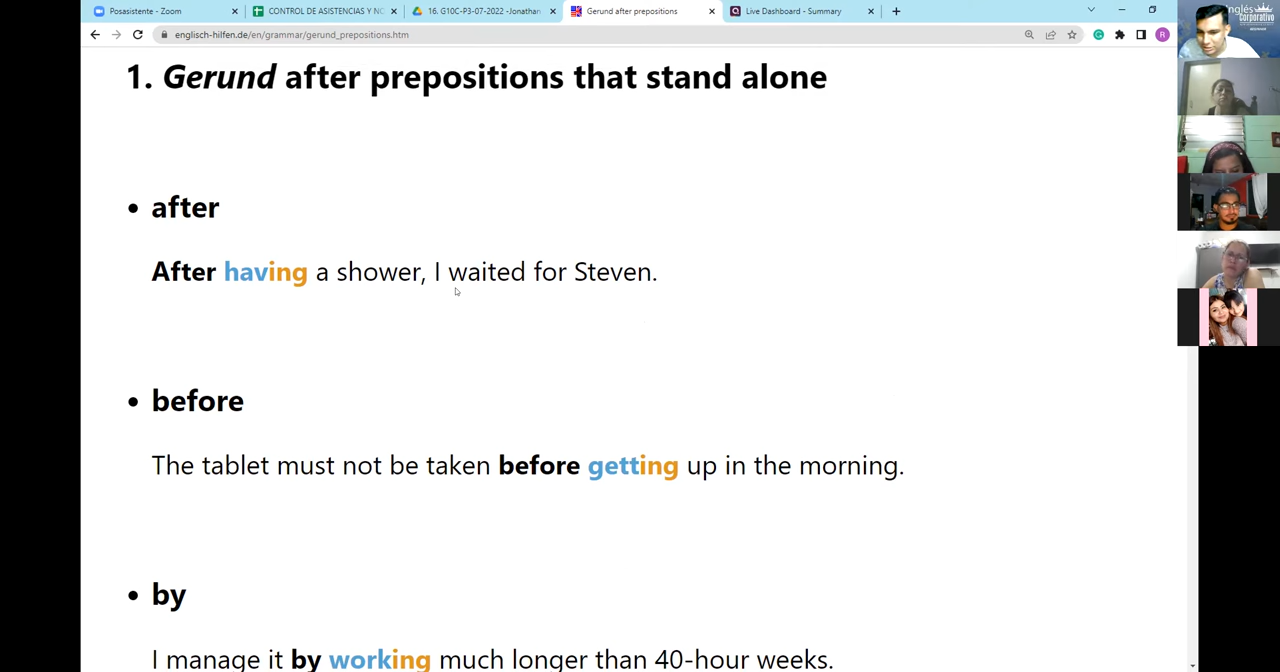 Posasistente - Zoom
CONTROL DE ASISTENCIAS Y NO
16. G10C-P3-07-2022 -Jonathan
Gerund after prepositions
Live Dashboard - Summary
englisch-hilfen.de/en/grammar/gerund_prepositions.htm
R
Inglés
Corporativo
1. Gerund after prepositions that stand alone
• after
After having a shower, I waited for Steven.
• before
The tablet must not be taken before getting up in the morning.
• by
I manage it by working much longer than 40-hour weeks.